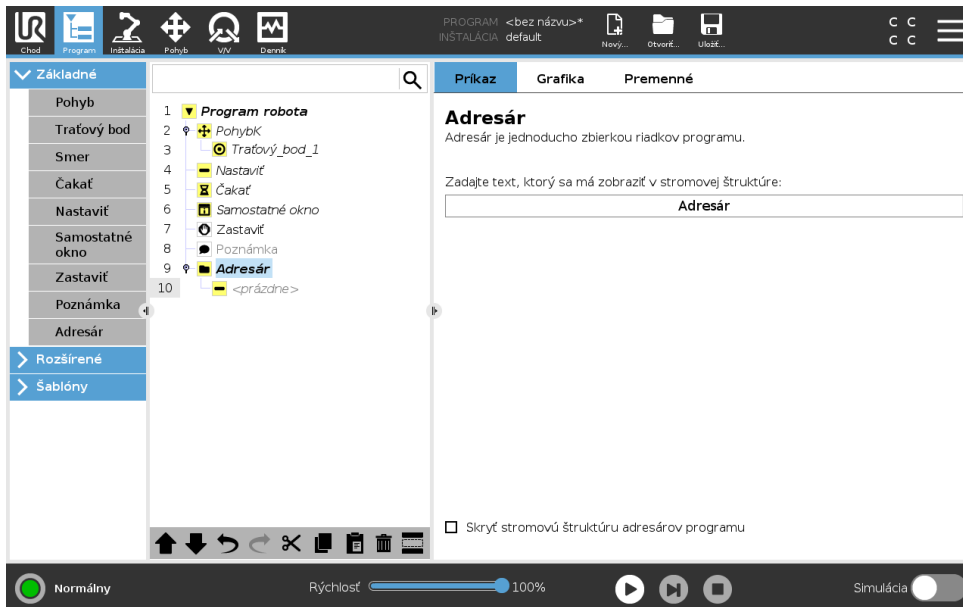 UR
Chod
Program
Inštalácia
Pohyb
V/V
Denník
PROGRAM <bez názvu>*
INŠTALÁCIA default
Nový...
Otvoriť...
Uložiť...
C C
C C
Základné
Pohyb
Traťový bod
Smer
Čakať
Nastaviť
Samostatné
okno
Zastaviť
Poznámka
Adresár
Rozšírené
Šablóny
1 Program robota
2 PohybK
3 Traťový_bod_1
4 Nastaviť
5 Čakať
6 Samostatné okno
7 Zastaviť
8 Poznámka
9 Adresár
10 <prázdne>
Príkaz
Grafika
Premenné
Adresár
Adresár je jednoducho zbierkou riadkov programu.
Zadajte text, ktorý sa má zobraziť v stromovej štruktúre:
Adresár
Skryť stromovú štruktúru adresárov programu
Normálny
Rýchlosť
100%
Simulácia